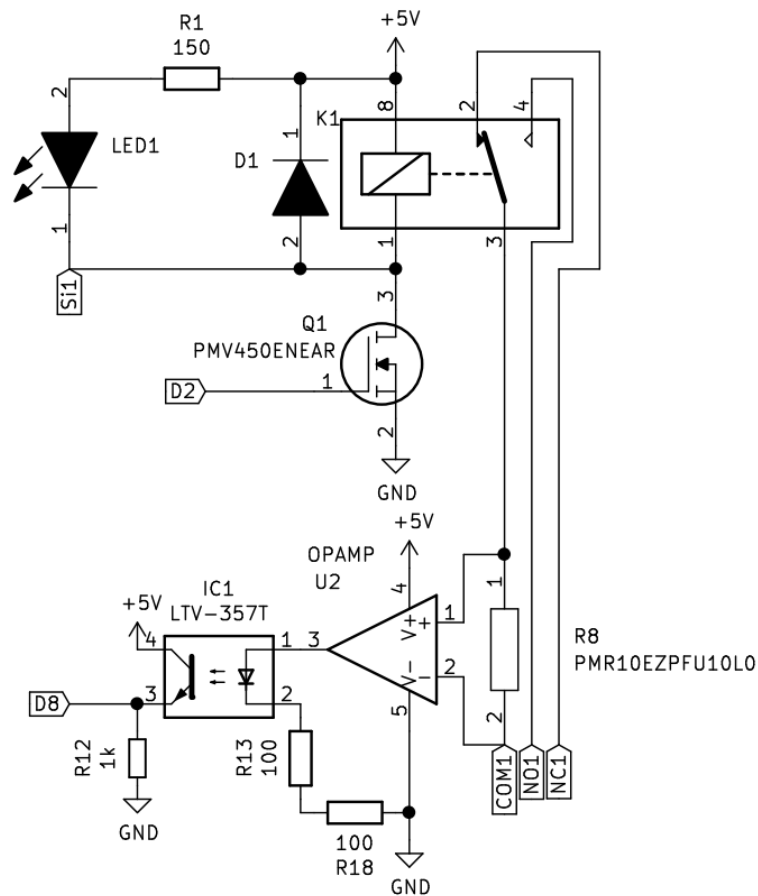 R1
150
+5V
2
1
8
2
4
K1
LED1
D1
1
2
1
3
Si1
3
Q1
PMV450ENEAR
D2
1
2
GND
+5V
OPAMP
U2
IC1
LTV-357T
+5V
4
1
3
4
V+
+
1
1
R8
PMR10EZPFU10L0
D8
3
2
V-
-
2
5
2
R12
1k
R13
100
COM1
NO1
NC1
GND
100
R18
GND